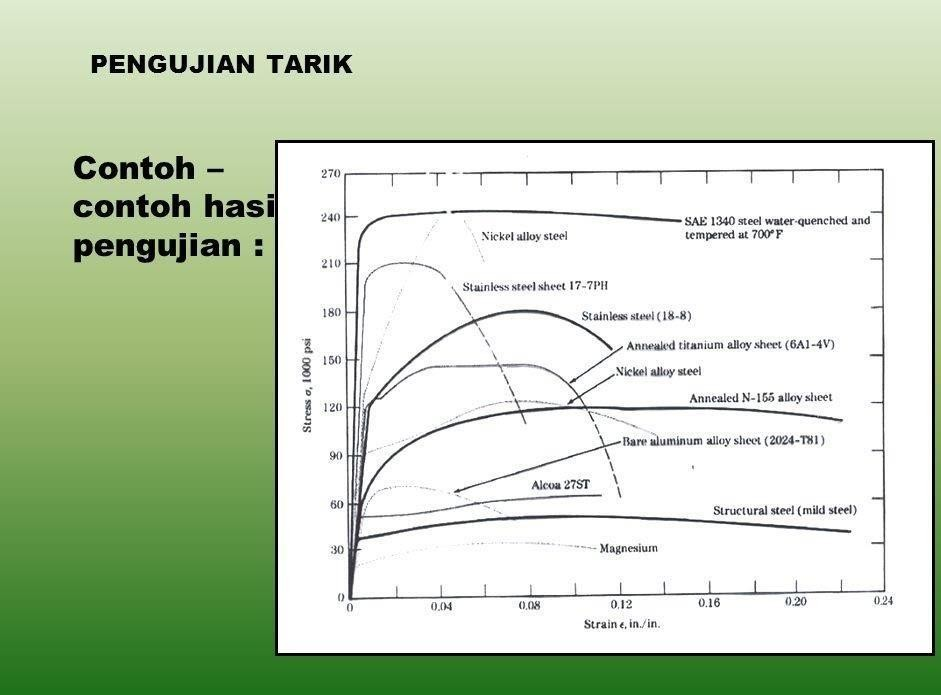 PENGUJIAN TARIK
Contoh –
contoh hasi
pengujian :
270
240
210
180
150
120
90
60
30
0
Stress σ, 1000 psi
SAE 1340 steel water-quenched and
tempered at 700°F
Nickel alloy steel
Stainless steel sheet 17-7PH
Stainless steel (18-8)
Annealed titanium alloy sheet (6A1-4V)
Nickel alloy steel
Annealed N-155 alloy sheet
Bare aluminum alloy sheet (2024-T81)
Alcoa 27ST
Structural steel (mild steel)
Magnesium
0 0.04 0.08 0.12 0.16 0.20 0.24
Strain ϵ, in./in.